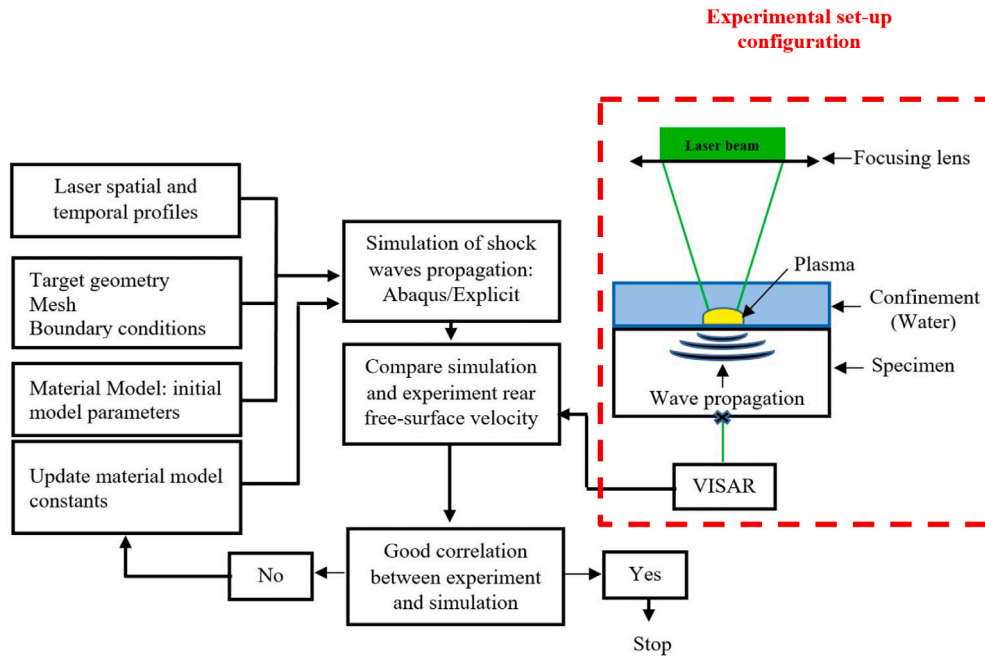 Experimental set-up
configuration
Laser beam
Focusing lens
Plasma
Confinement
(Water)
Specimen
Wave propagation
VISAR
Laser spatial and
temporal profiles
Target geometry
Mesh
Boundary conditions
Material Model: initial
model parameters
Update material model
constants
Simulation of shock
waves propagation:
Abaqus/Explicit
Compare simulation
and experiment rear
free-surface velocity
Good correlation
between experiment
and simulation
No
Yes
Stop